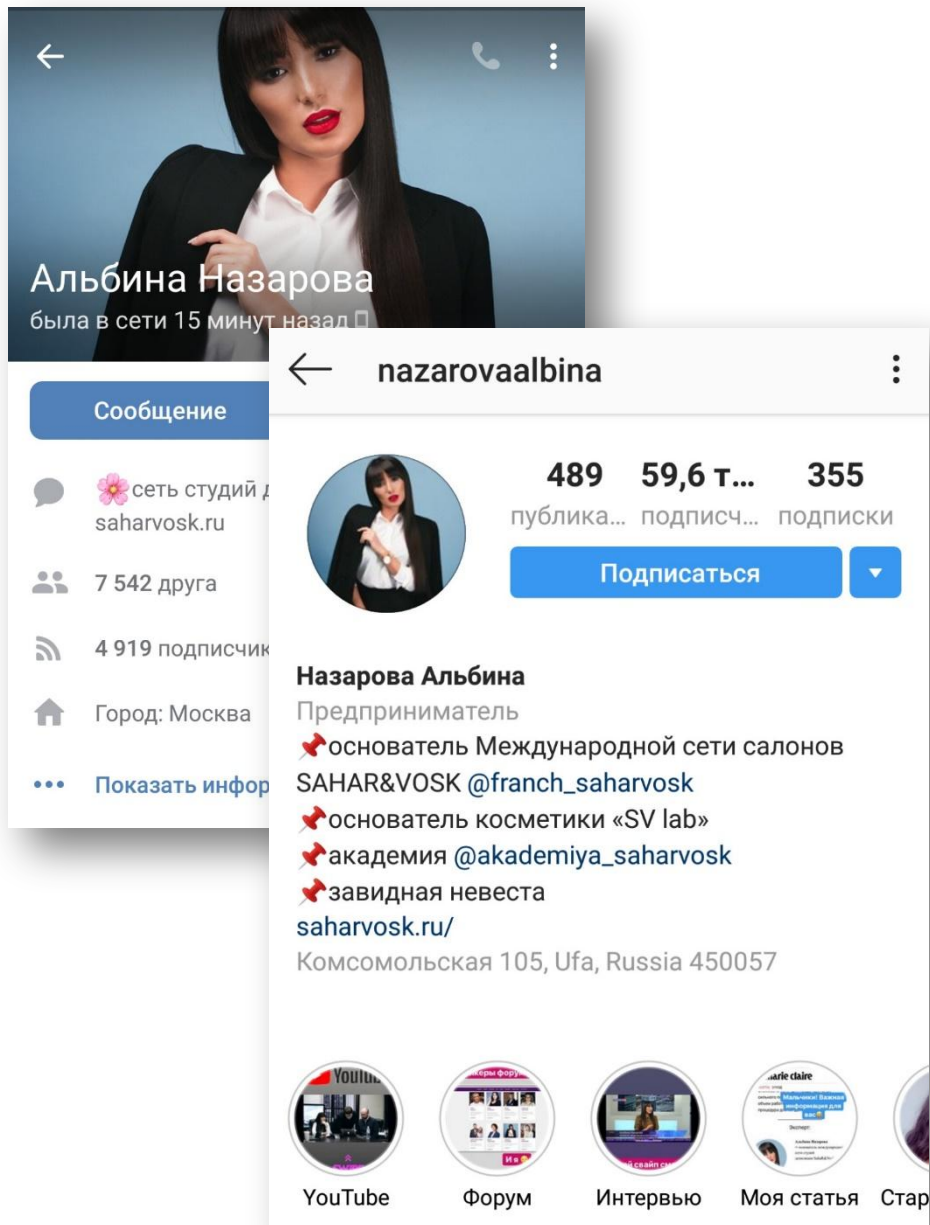 Альбина Назарова
была в сети 15 минут назад
Сообщение
сеть студий
saharvosk.ru
7 542 друга
4 919 подписчик
Город: Москва
Показать инфор
nazarovaalbina
489 59,6 т... 355
публика... подписч... подписки
Подписаться
Назарова Альбина
Предприниматель
📌основатель Международной сети салонов
SAHAR&VOSK @franch_saharvosk
📌основатель косметики «SV lab»
📌академия @akademiya_saharvosk
📌завидная невеста
saharvosk.ru/
Комсомольская 105, Ufa, Russia 450057
YouTube Форум Интервью Моя статья Стар